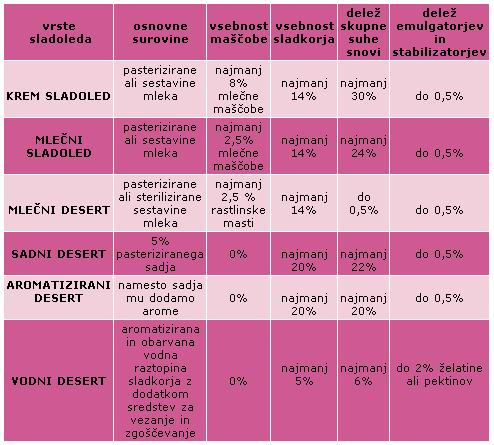 vrste sladoleda | osnovne surovine | vsebnost maščobe | vsebnost sladkorja | delež skupne suhe snovi | delež emulgatorjev in stabilizatorjev
KREM SLADOLED | pasterizirane ali sestavine mleka | najmanj 8% mlečne maščobe | najmanj 14% | najmanj 30% | do 0,5%
MLEČNI SLADOLED | pasterizirane ali sestavine mleka | najmanj 2,5% mlečne maščobe | najmanj 14% | najmanj 24% | do 0,5%
MLEČNI DESERT | pasterizirane ali sterilizirane sestavine mleka | najmanj 2,5 % rastlinske masti | najmanj 14% | do 0,5% | do 0,5%
SADNI DESERT | 5% pasteriziranega sadja | 0% | najmanj 20% | najmanj 22% | do 0,5%
AROMATIZIRANI DESERT | namesto sadja mu dodamo arome | 0% | najmanj 20% | najmanj 20% | do 0,5%
VODNI DESERT | aromatizirana in obarvana vodna raztopina sladkorja z dodatkom sredstev za vezanje in zgoščevanje | 0% | najmanj 5% | najmanj 6% | do 2% želatine ali pektinov